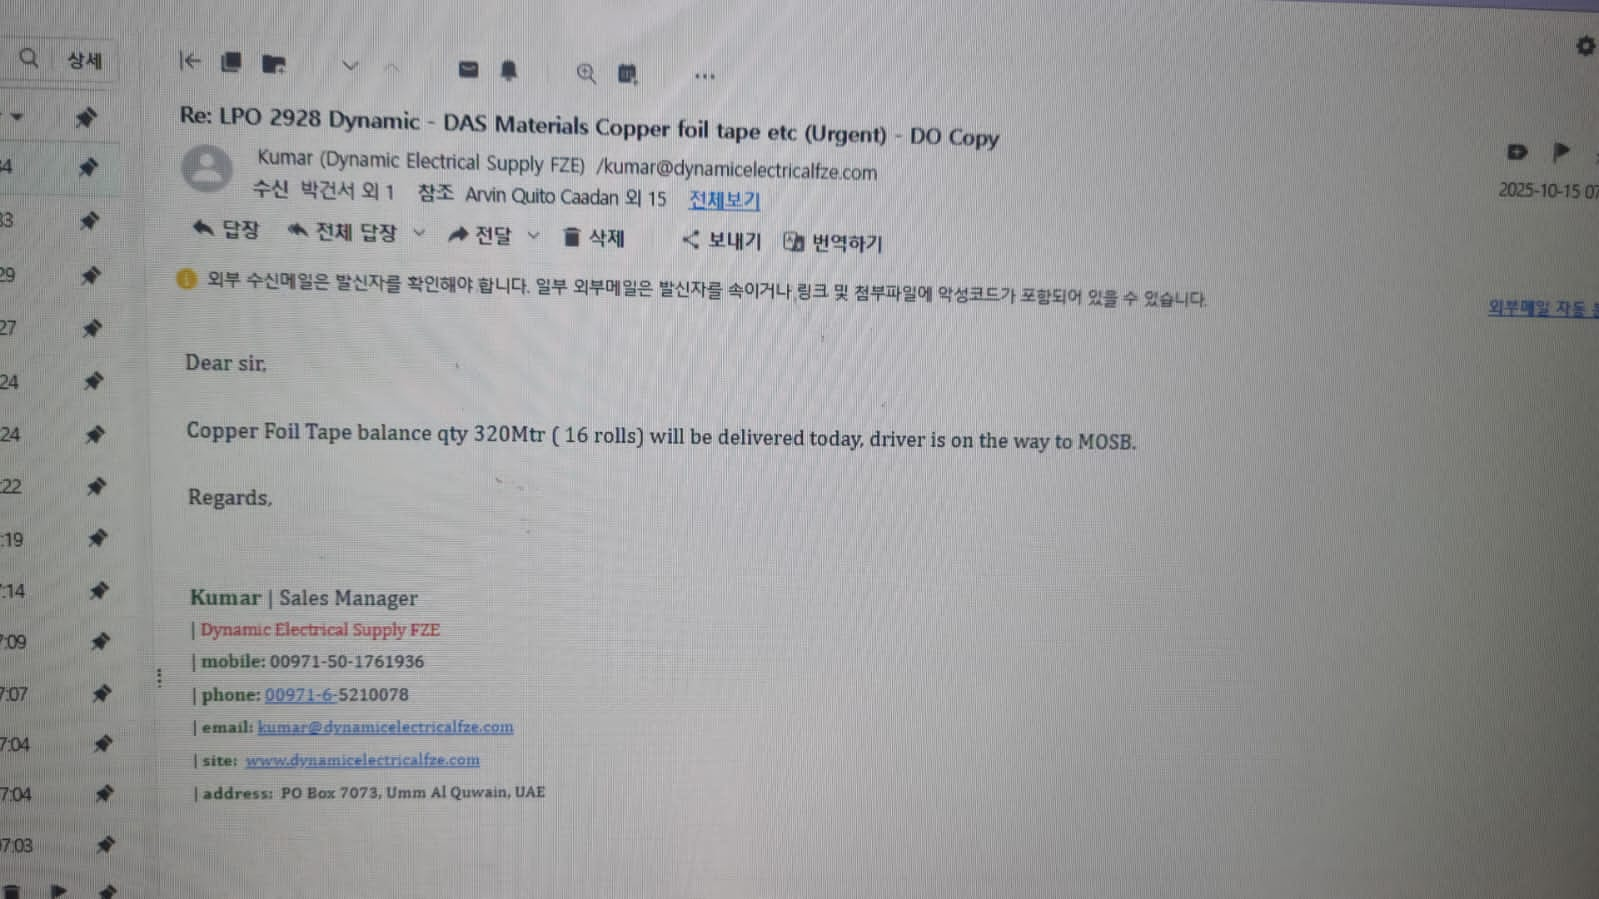 상세
Re: LPO 2928 Dynamic - DAS Materials Copper foil tape etc (Urgent) - DO Copy
Kumar (Dynamic Electrical Supply FZE) /kumar@dynamicelectricalfze.com
수신 박건서 외 1 참조 Arvin Quito Caadan 외 15 전체보기
2025-10-15 07
답장 전체 답장 전달 삭제 보내기 번역하기
외부 수신메일은 발신자를 확인해야 합니다. 일부 외부메일은 발신자를 속이거나 링크 및 첨부파일에 악성코드가 포함되어 있을 수 있습니다.
외부메일 자동
Dear sir,
Copper Foil Tape balance qty 320Mtr ( 16 rolls) will be delivered today, driver is on the way to MOSB.
Regards,
Kumar | Sales Manager
| Dynamic Electrical Supply FZE
| mobile: 00971-50-1761936
| phone: 00971-6-5210078
| email: kumar@dynamicelectricalfze.com
| site: www.dynamicelectricalfze.com
| address: PO Box 7073, Umm Al Quwain, UAE
34
33
29
27
24
24
:22
:19
:14
7:09
7:07
7:04
7:04
07:03